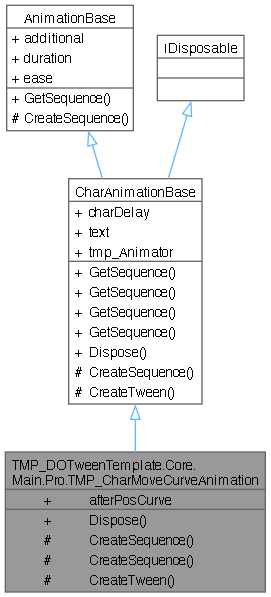 AnimationBase
+ additional
+ duration
+ ease
+ GetSequence()
# CreateSequence()
IDisposable
CharAnimationBase
+ charDelay
+ text
+ tmp_Animator
+ GetSequence()
+ GetSequence()
+ GetSequence()
+ GetSequence()
+ Dispose()
# CreateSequence()
# CreateTween()
TMP_DOTweenTemplate.Core.
Main.Pro.TMP_CharMoveCurveAnimation
+ afterPosCurve
+ Dispose()
# CreateSequence()
# CreateSequence()
# CreateTween()